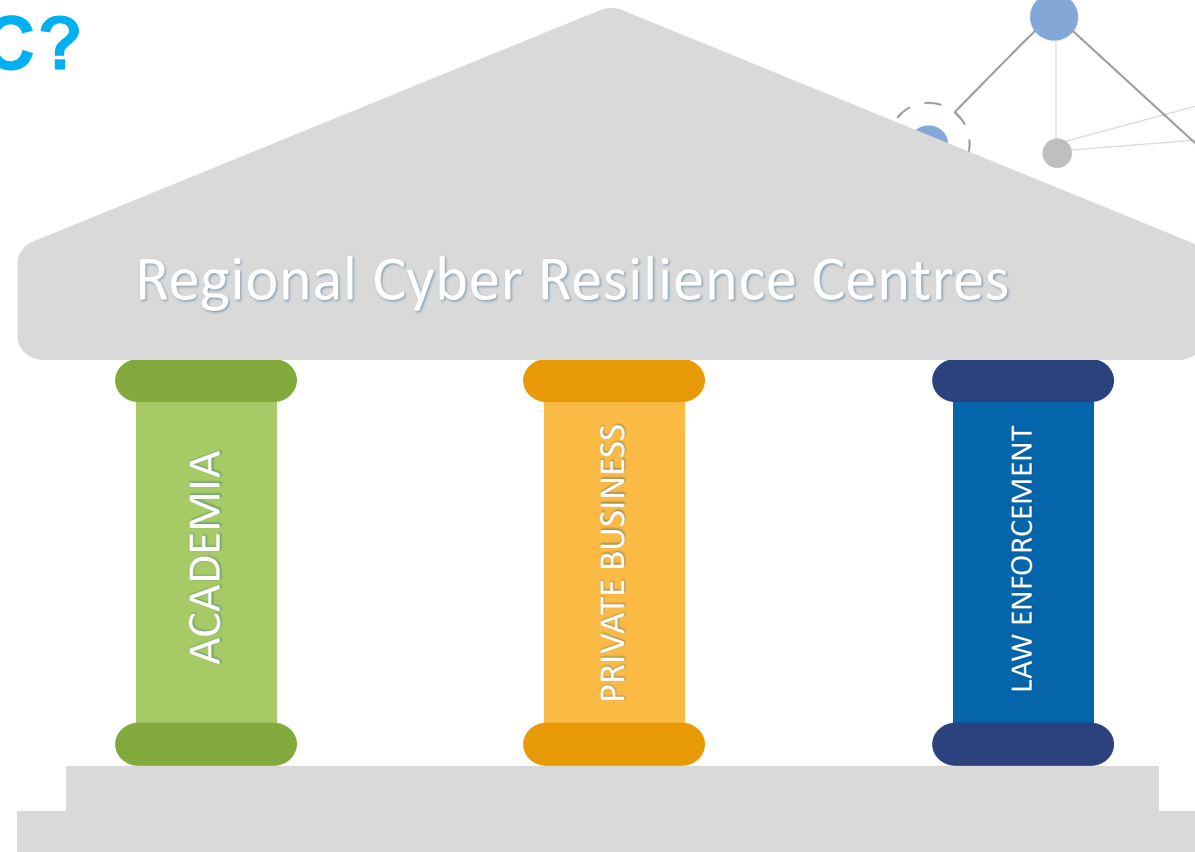 C?
Regional Cyber Resilience Centres
ACADEMIA
PRIVATE BUSINESS
LAW ENFORCEMENT